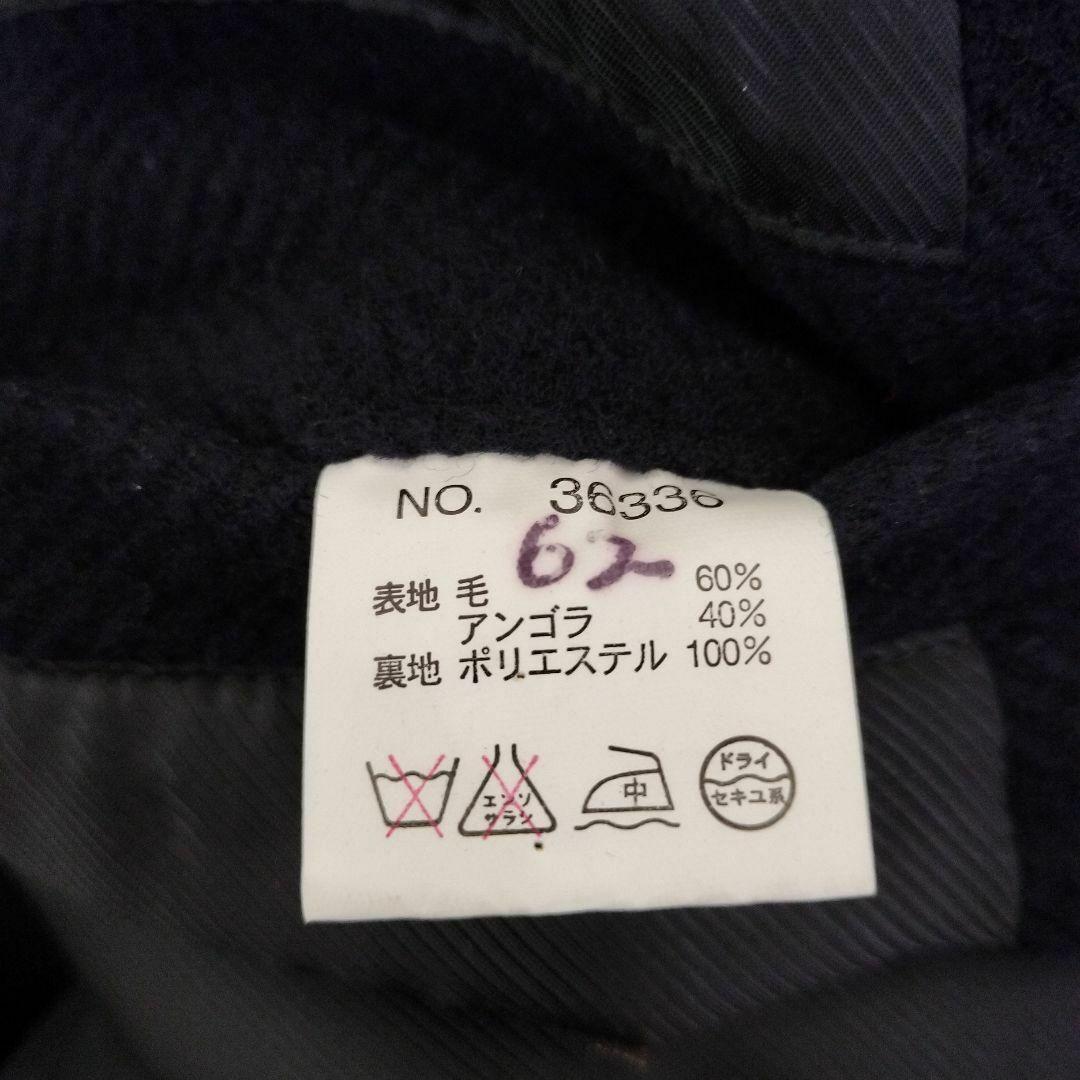 NO. 36336
62
表地 毛 60%
アンゴラ 40%
裏地 ポリエステル 100%
エンソ
サラシ
中
ドライ
セキユ系